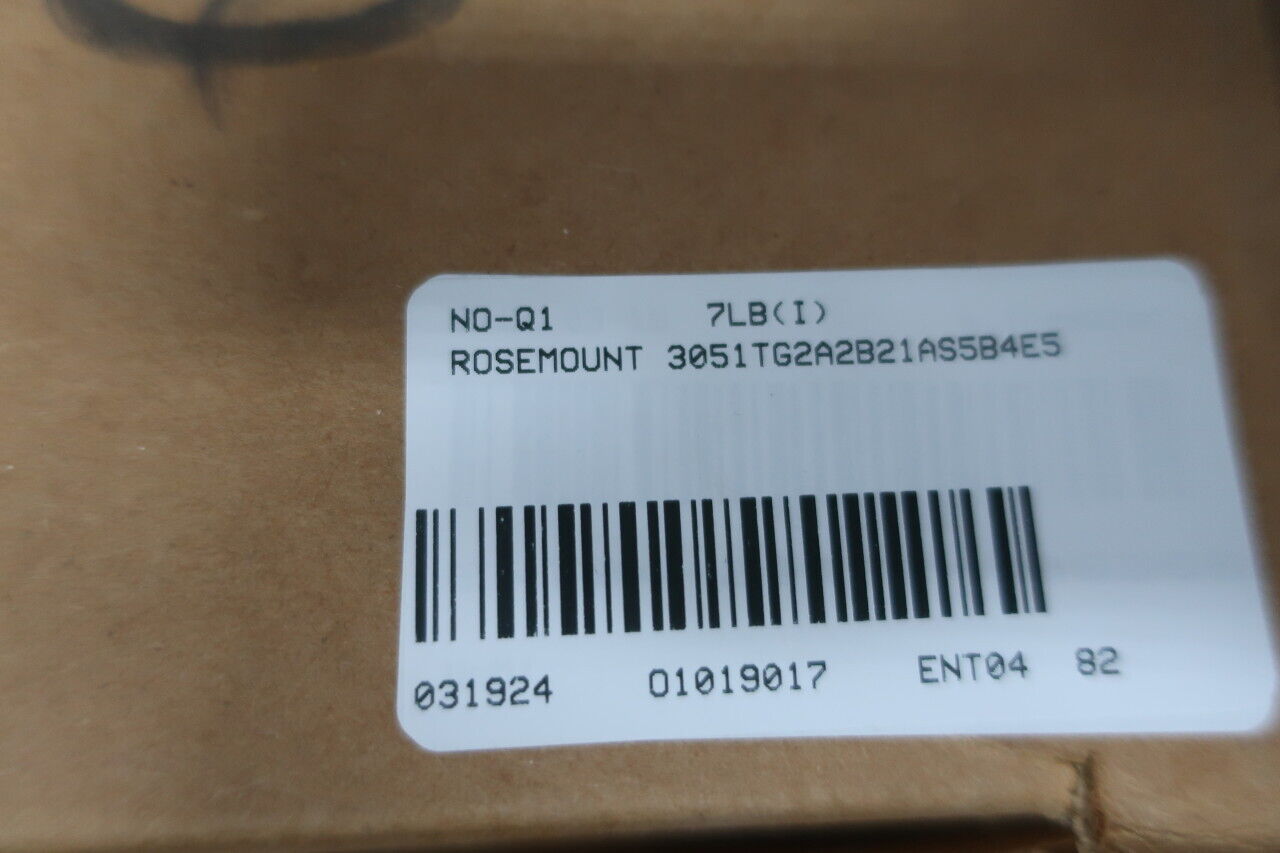 NO-Q1 7LB(I)
ROSEMOUNT 3051TG2A2B21AS5B4E5
031924 01019017 ENT04 82